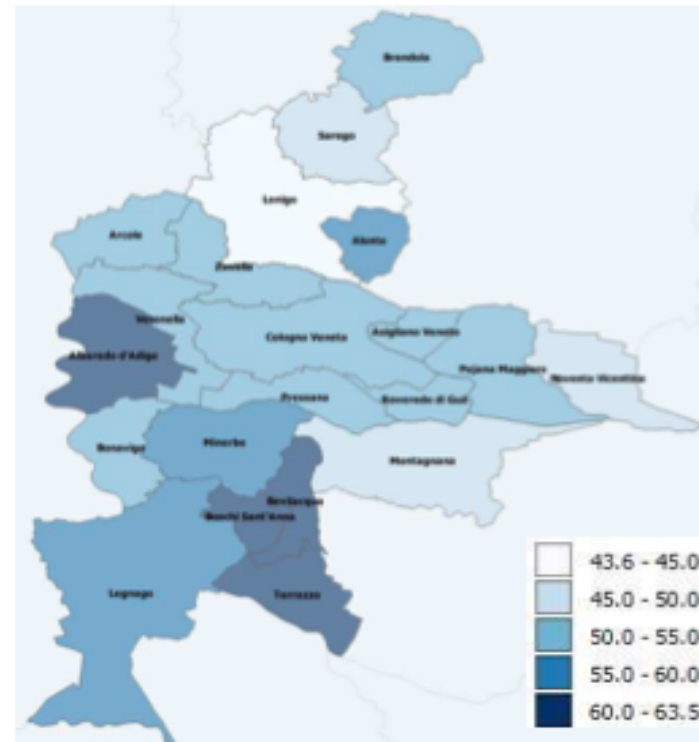 Brendola
Sarego
Lonigo
Arcole
Alonte
Zimella
Veronella
Cologna Veneta
Asigliano Veneto
Albaredo d'Adige
Pojana Maggiore
Noventa Vicentina
Pressana
Roveredo di Guà
Bonavigo
Minerbe
Montagnana
Bevilacqua
Boschi Sant'Anna
Legnago
Terrazzo
43.6 - 45.0
45.0 - 50.0
50.0 - 55.0
55.0 - 60.0
60.0 - 63.5